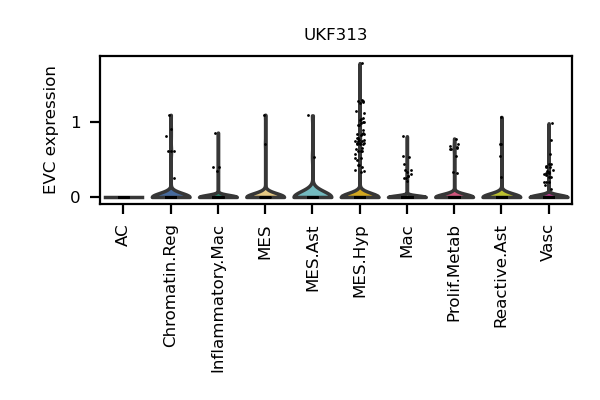 UKF313
EVC expression
1
0
AC
Chromatin.Reg
Inflammatory.Mac
MES
MES.Ast
MES.Hyp
Mac
Prolif.Metab
Reactive.Ast
Vasc